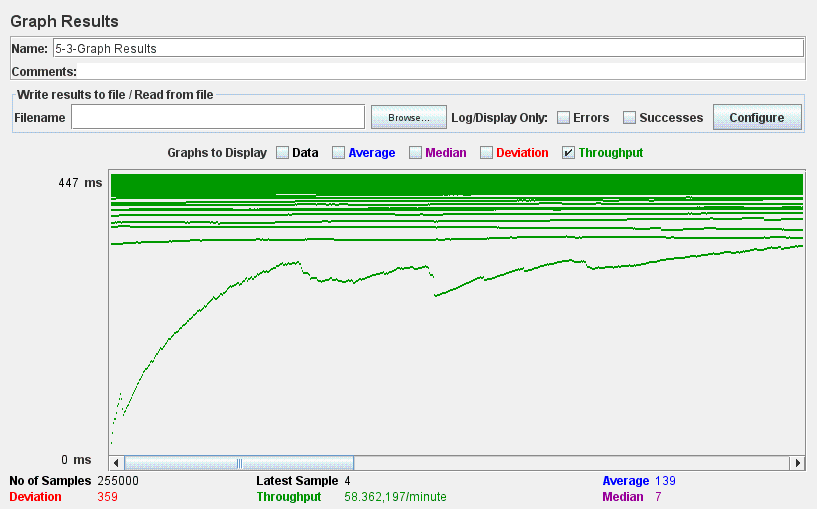 Graph Results
Name: 5-3-Graph Results
Comments:
Write results to file / Read from file
Filename Browse... Log/Display Only: Errors Successes Configure
Graphs to Display Data Average Median Deviation Throughput
447 ms
0 ms
No of Samples 255000 Latest Sample 4 Average 139
Deviation 359 Throughput 58.362,197/minute Median 7